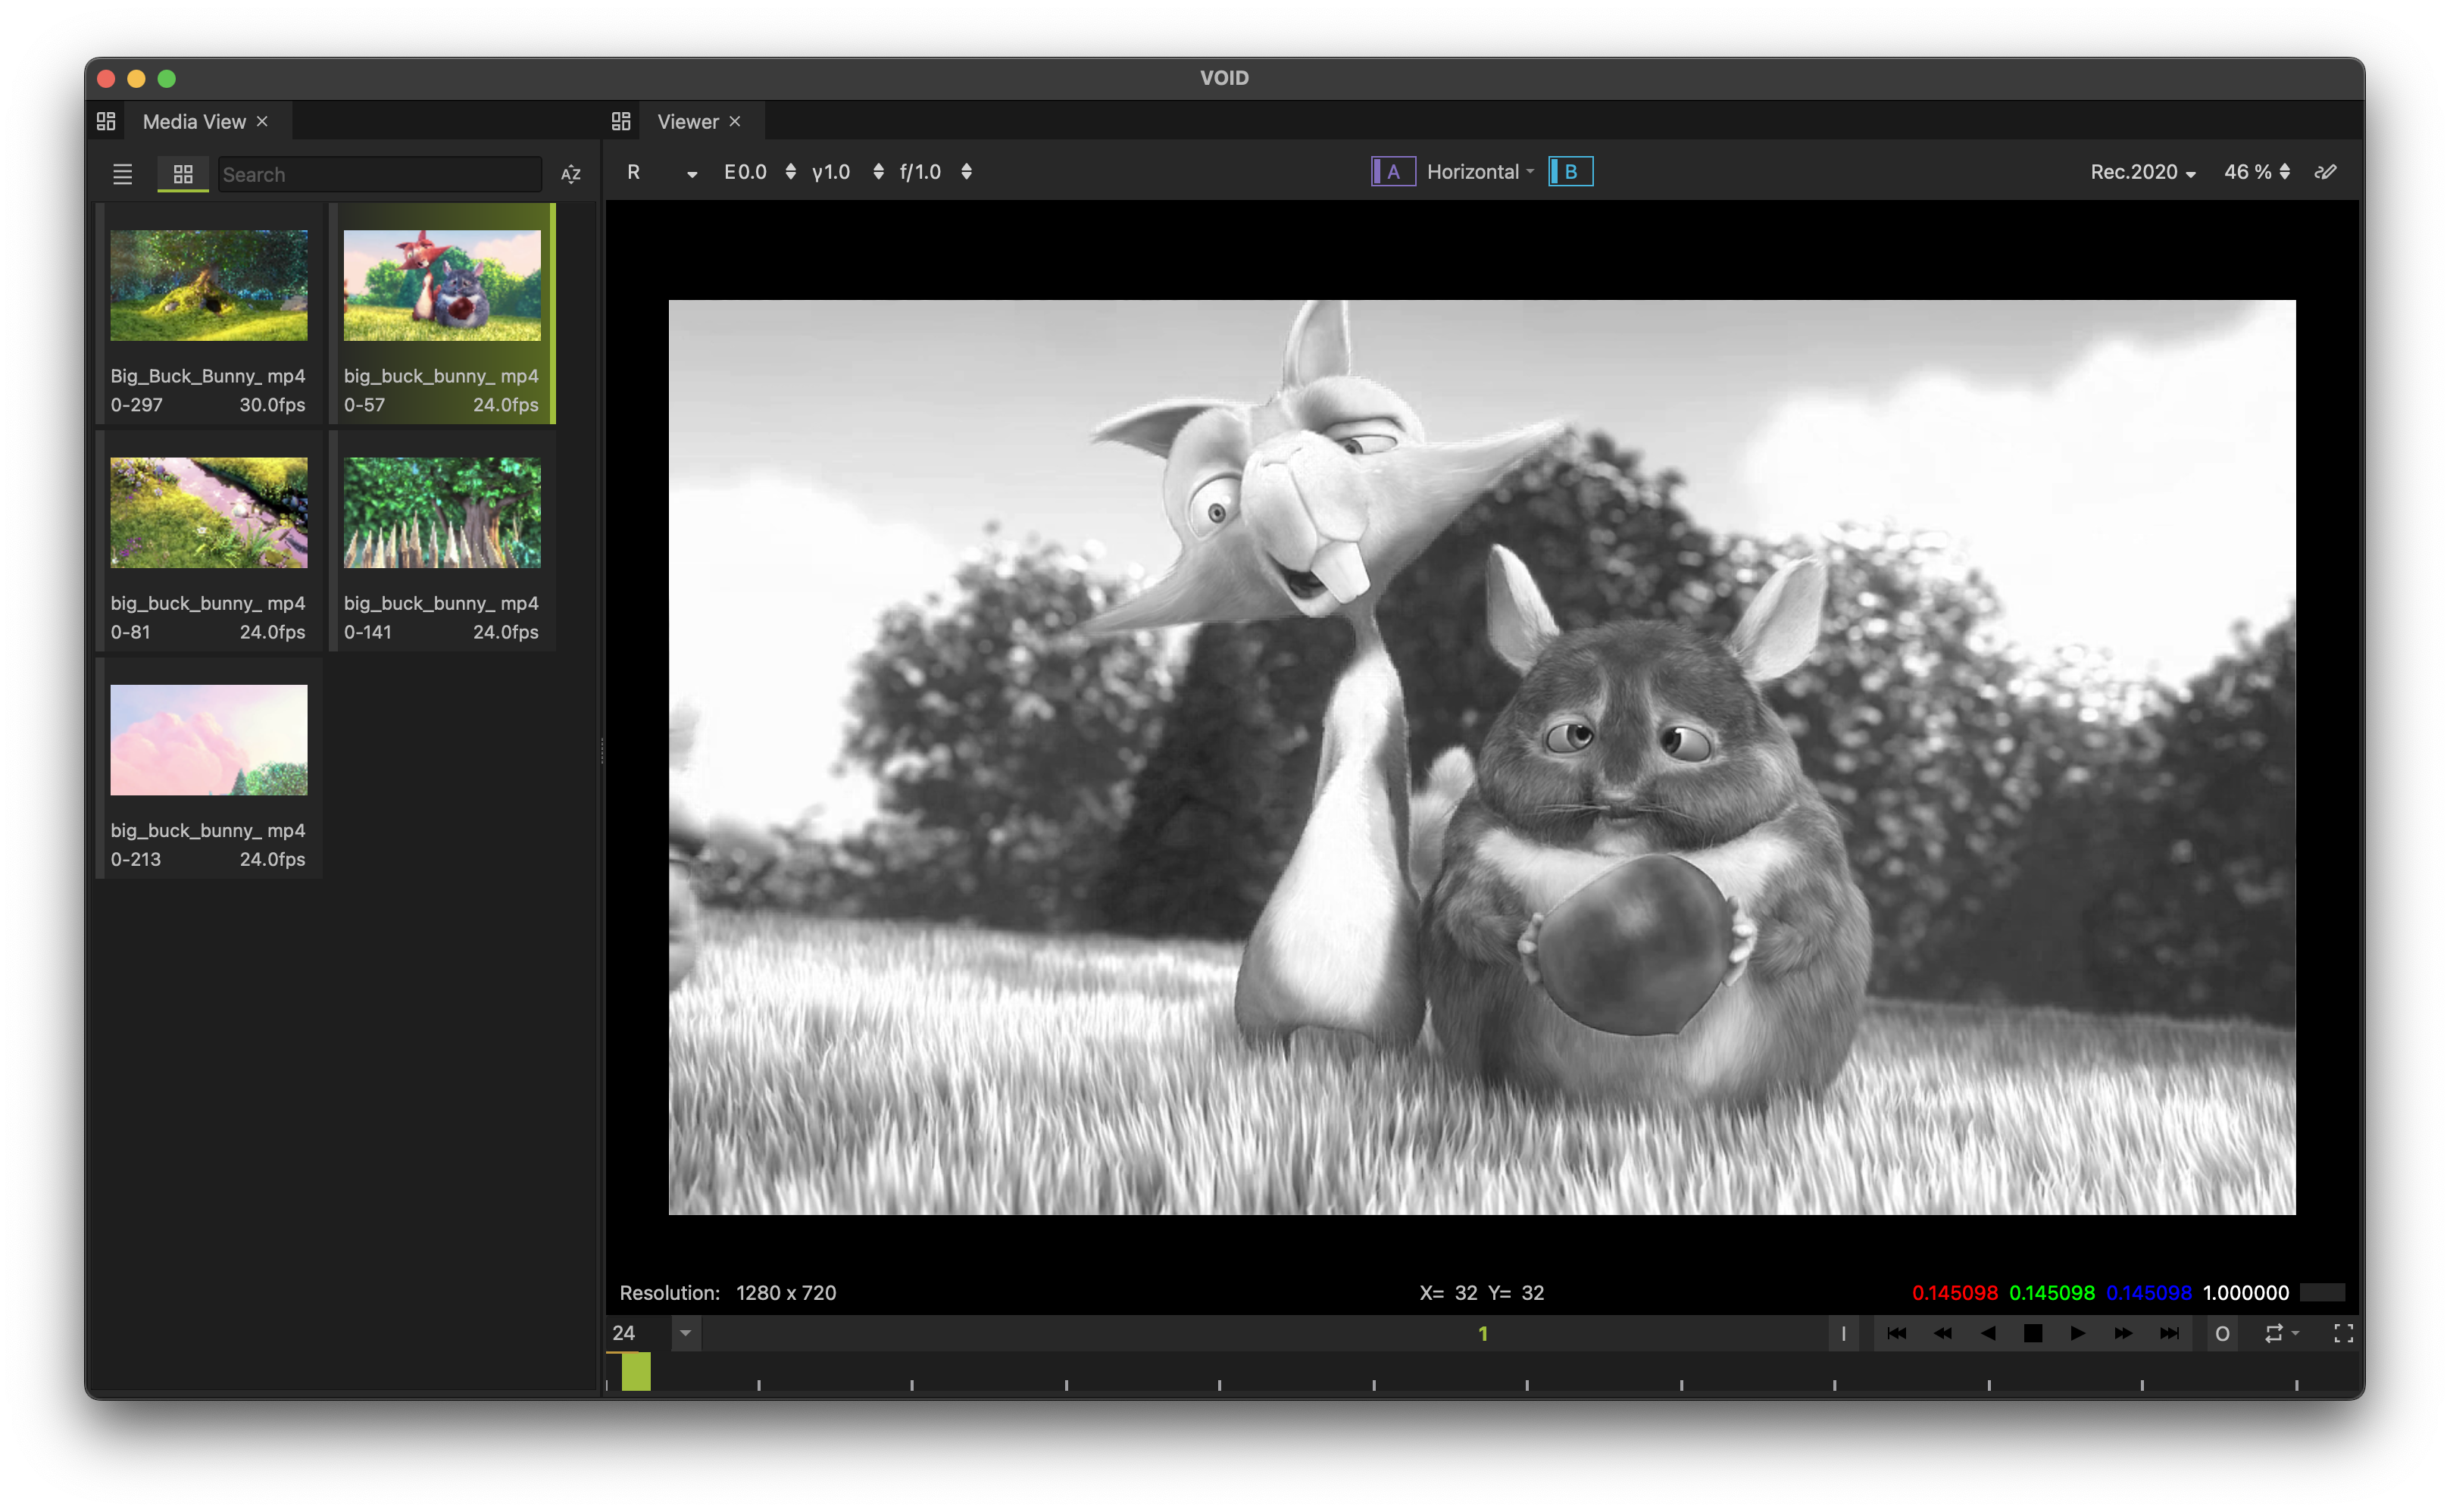 VOID
Media View
Viewer
Search
AZ
R E0.0 γ1.0 f/1.0
A Horizontal B
Rec.2020 46 %
Big_Buck_Bunny_ mp4
0-297 30.0fps
big_buck_bunny_ mp4
0-57 24.0fps
big_buck_bunny_ mp4
0-81 24.0fps
big_buck_bunny_ mp4
0-141 24.0fps
big_buck_bunny_ mp4
0-213 24.0fps
Resolution: 1280 x 720
X= 32 Y= 32
0.145098 0.145098 0.145098 1.000000
24
1
I
O